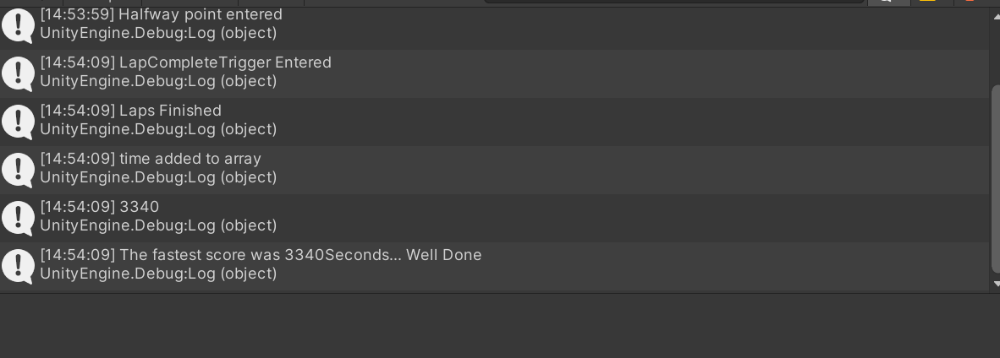 [14:53:59] Halfway point entered
UnityEngine.Debug:Log (object)
[14:54:09] LapCompleteTrigger Entered
UnityEngine.Debug:Log (object)
[14:54:09] Laps Finished
UnityEngine.Debug:Log (object)
[14:54:09] time added to array
UnityEngine.Debug:Log (object)
[14:54:09] 3340
UnityEngine.Debug:Log (object)
[14:54:09] The fastest score was 3340Seconds... Well Done
UnityEngine.Debug:Log (object)